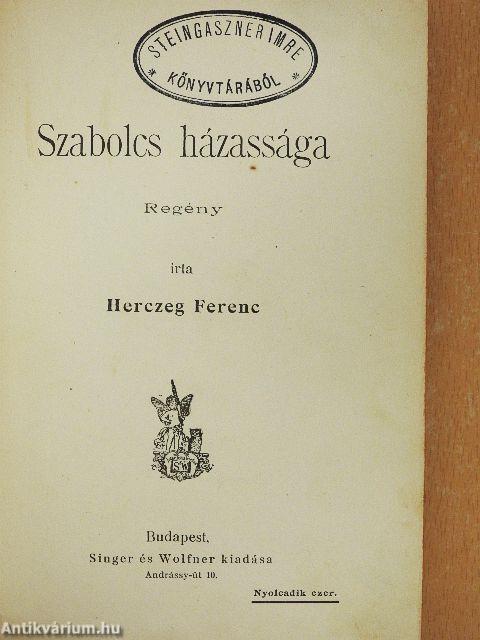 STEINGASZNER IMRE
* KÖNYVTÁRÁBÓL *
Szabolcs házassága
Regény
irta
Herczeg Ferenc
SW
Budapest,
Singer és Wolfner kiadása
Andrássy-út 10.
Nyolcadik ezer.
Antikvárium.hu